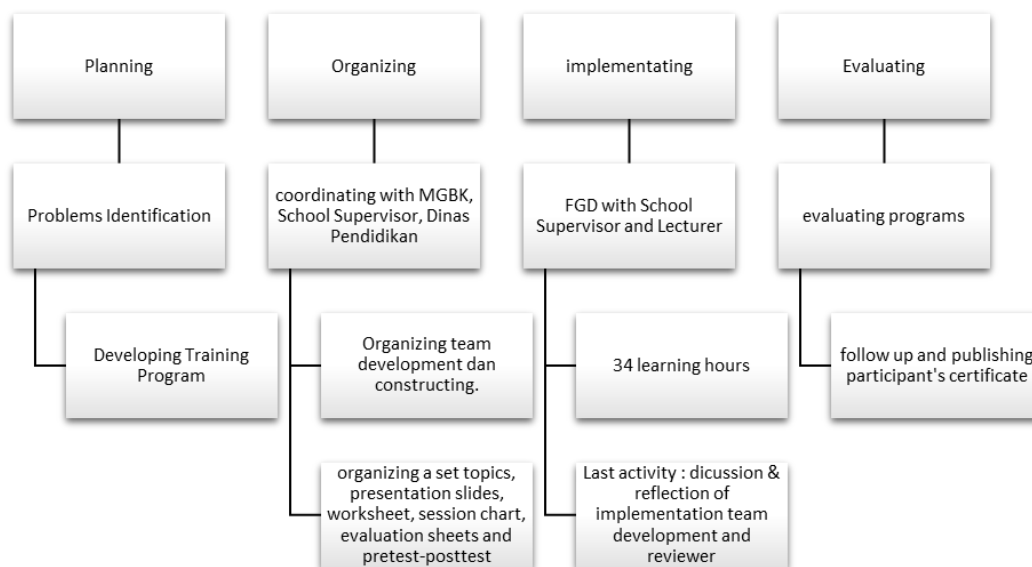 Planning
Organizing
implementating
Evaluating
Problems Identification
coordinating with MGBK,
School Supervisor, Dinas
Pendidikan
FGD with School
Supervisor and Lecturer
evaluating programs
Developing Training
Program
Organizing team
development dan
constructing.
34 learning hours
follow up and publishing
participant's certificate
organizing a set topics,
presentation slides,
worksheet, session chart,
evaluation sheets and
pretest-posttest
Last activity : dicussion &
reflection of
implementation team
development and
reviewer